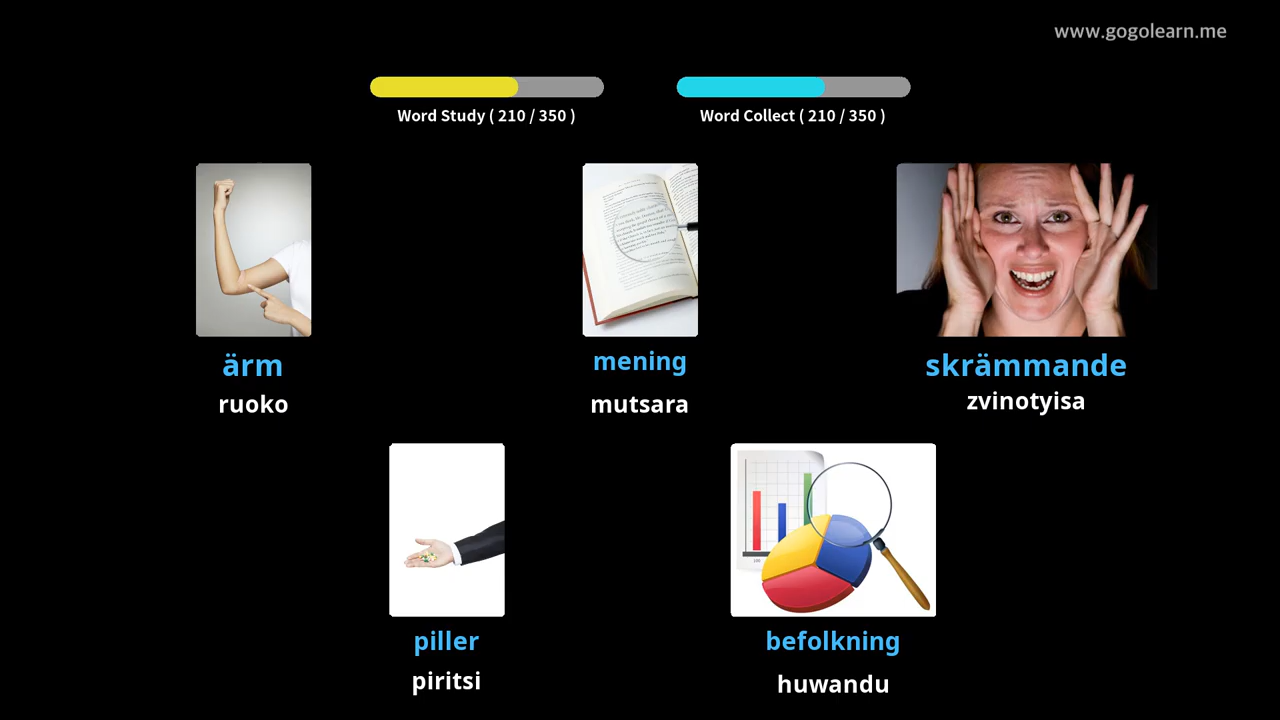 www.gogolearn.me
Word Study ( 210 / 350 )
Word Collect ( 210 / 350 )
ärm
ruoko
mening
mutsara
skrämmande
zvinotyisa
piller
piritsi
befolkning
huwandu